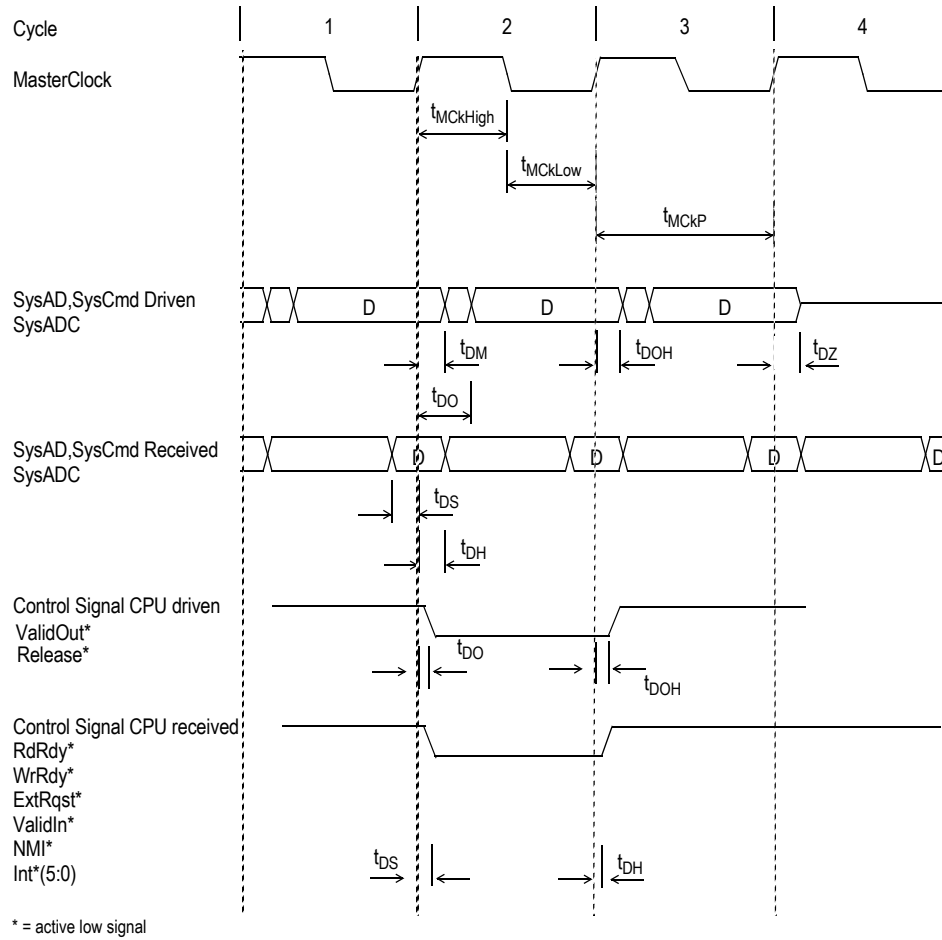 Cycle 1 2 3 4
MasterClock
tMCkHigh
tMCkLow
tMCkP
SysAD,SysCmd Driven
SysADC
D D D
tDM tDOH tDZ
tDO
SysAD,SysCmd Received
SysADC
D D D D
tDS
tDH
Control Signal CPU driven
ValidOut*
Release*
tDO
tDOH
Control Signal CPU received
RdRdy*
WrRdy*
ExtRqst*
ValidIn*
NMI*
Int*(5:0)
tDS tDH
* = active low signal